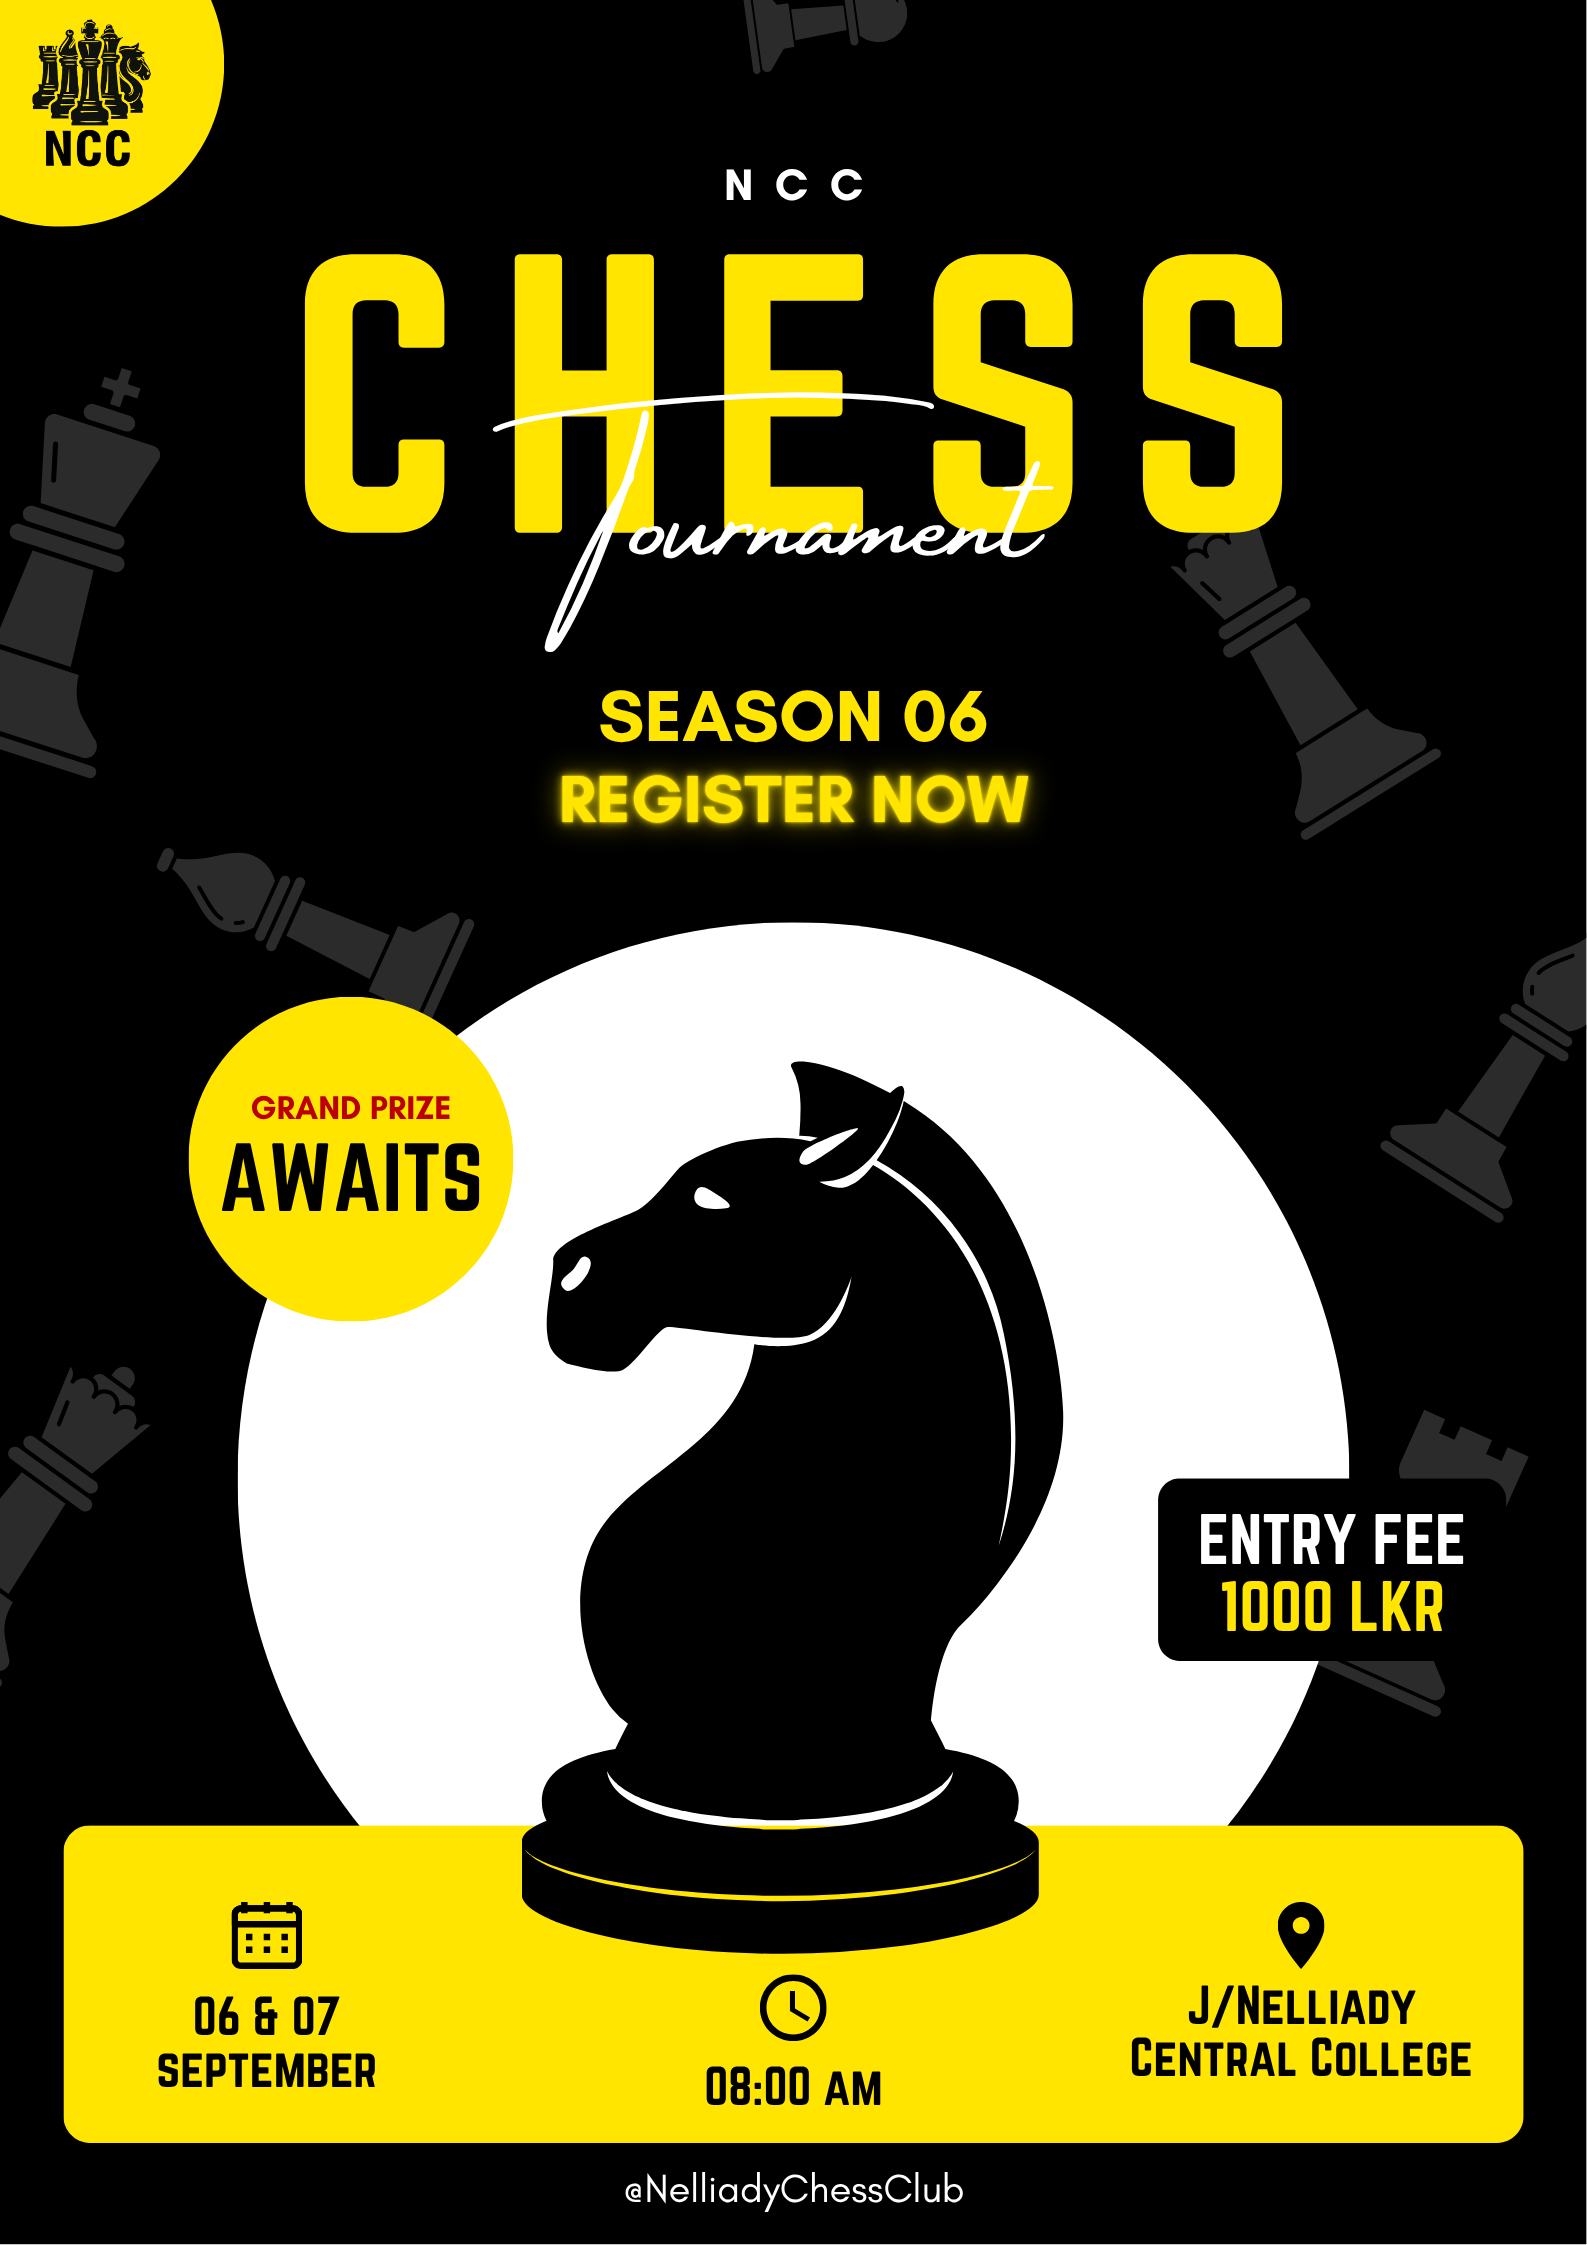 NCC
NCC
CHESS
Tournament
SEASON 06
REGISTER NOW
GRAND PRIZE
AWAITS
ENTRY FEE
1000 LKR
06 & 07
SEPTEMBER
08:00 AM
J/NELLIADY
CENTRAL COLLEGE
@NelliadyChessClub